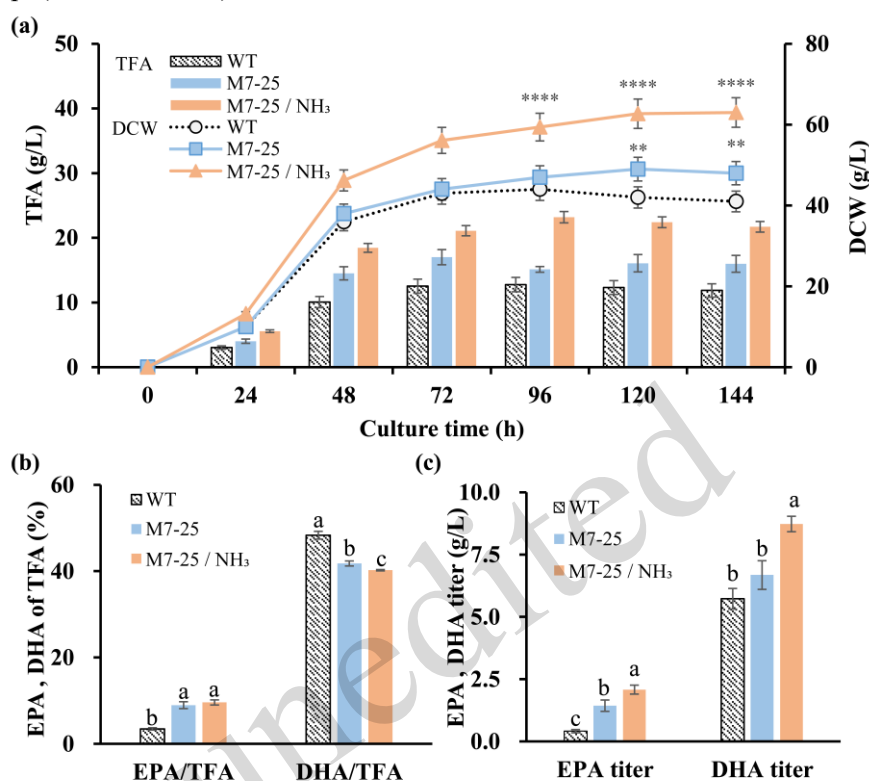 (a)
50
40
30
20
10
0
TFA (g/L)
TFA
WT
M7-25
M7-25 / NH₃
DCW
WT
M7-25
M7-25 / NH₃
**** **** ****
** **
80
60
40
20
0
DCW (g/L)
0 24 48 72 96 120 144
Culture time (h)
(b)
60
40
20
0
EPA , DHA of TFA (%)
WT
M7-25
M7-25 / NH₃
b a a a b c
EPA/TFA DHA/TFA
(c)
10.0
7.5
5.0
2.5
0.0
EPA , DHA titer (g/L)
WT
M7-25
M7-25 / NH₃
c b a b b a
EPA titer DHA titer
unedited